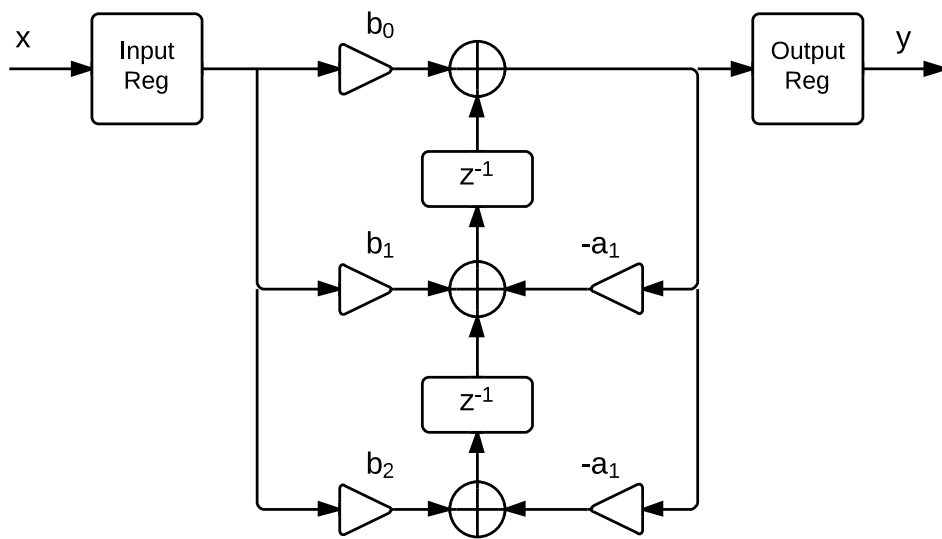 x
Input
Reg
b₀
Output
Reg
y
z⁻¹
b₁
-a₁
z⁻¹
b₂
-a₁